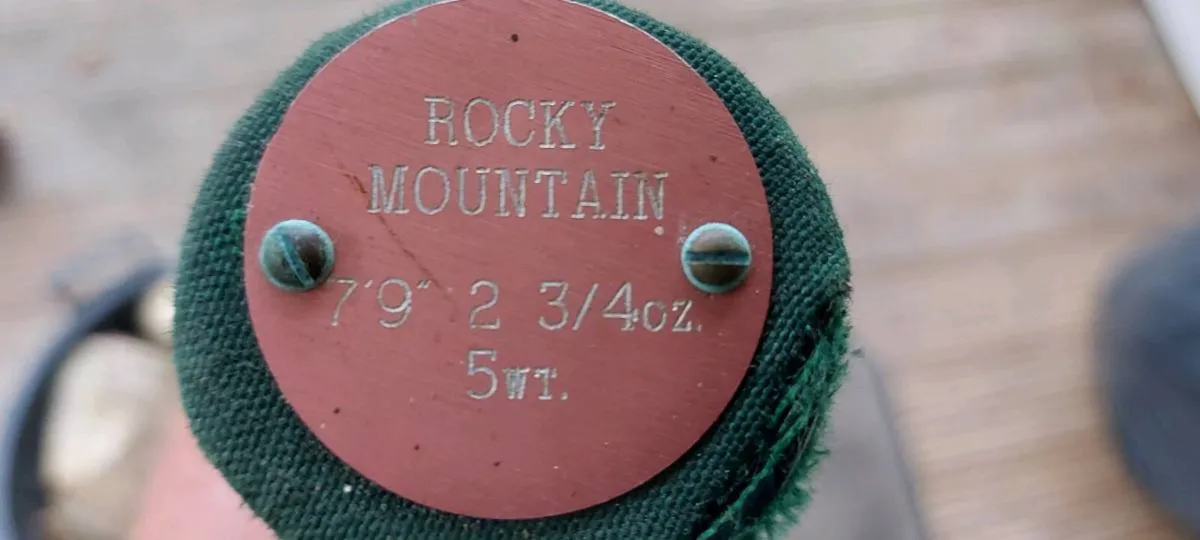 ROCKY
MOUNTAIN
7'9" 2 3/4oz.
5wt.